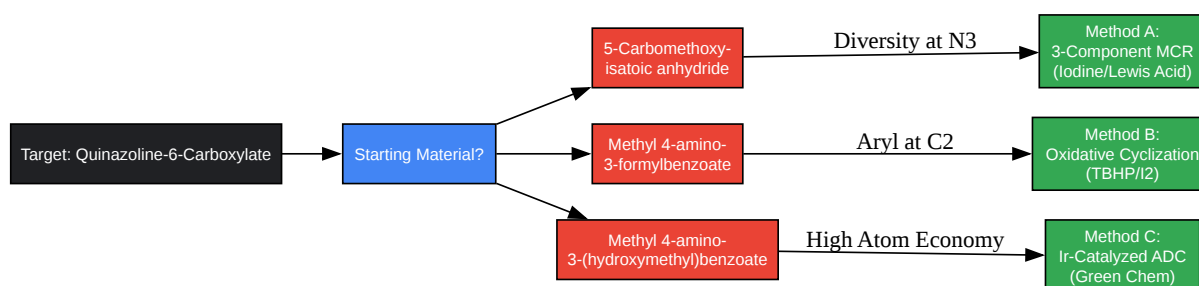 Target: Quinazoline-6-Carboxylate
Starting Material?
5-Carbomethoxy-
isatoic anhydride
Diversity at N3
Method A:
3-Component MCR
(Iodine/Lewis Acid)
Methyl 4-amino-
3-formylbenzoate
Aryl at C2
Method B:
Oxidative Cyclization
(TBHP/I2)
Methyl 4-amino-
3-(hydroxymethyl)benzoate
High Atom Economy
Method C:
Ir-Catalyzed ADC
(Green Chem)